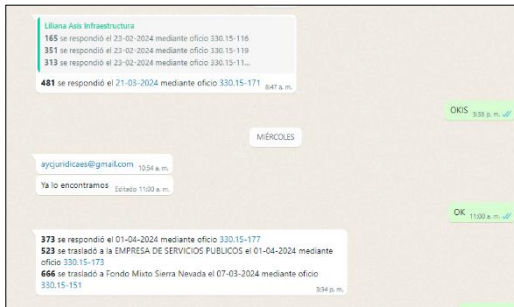 Liliana Asis Infraestructura
165 se respondió el 23-02-2024 mediante oficio 330.15-116
351 se respondió el 23-02-2024 mediante oficio 330.15-119
313 se respondió el 23-02-2024 mediante oficio 330.15-11...
481 se respondió el 21-03-2024 mediante oficio 330.15-171
8:47 a. m.
OKIS 3:58 p. m.
MIÉRCOLES
aycjuridicaes@gmail.com 10:54 a. m.
Ya lo encontramos Editado 11:00 a. m.
OK 11:00 a. m.
373 se respondió el 01-04-2024 mediante oficio 330.15-177
523 se trasladó a la EMPRESA DE SERVICIOS PUBLICOS el 01-04-2024 mediante
oficio 330.15-173
666 se trasladó a Fondo Mixto Sierra Nevada el 07-03-2024 mediante oficio
330.15-151
3:34 p. m.